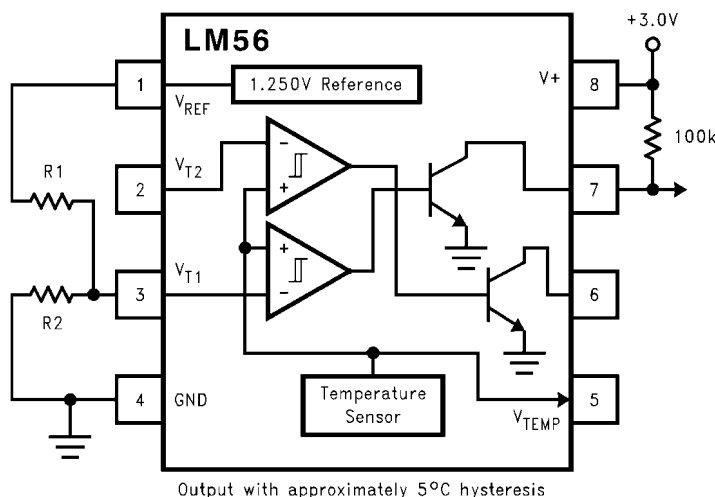 LM56
+3.0V
1
V_REF
1.250V Reference
V+
8
100k
2
V_T2
−
+
7
R1
R2
3
V_T1
+
−
6
4
GND
Temperature
Sensor
V_TEMP
5
Output with approximately 5°C hysteresis